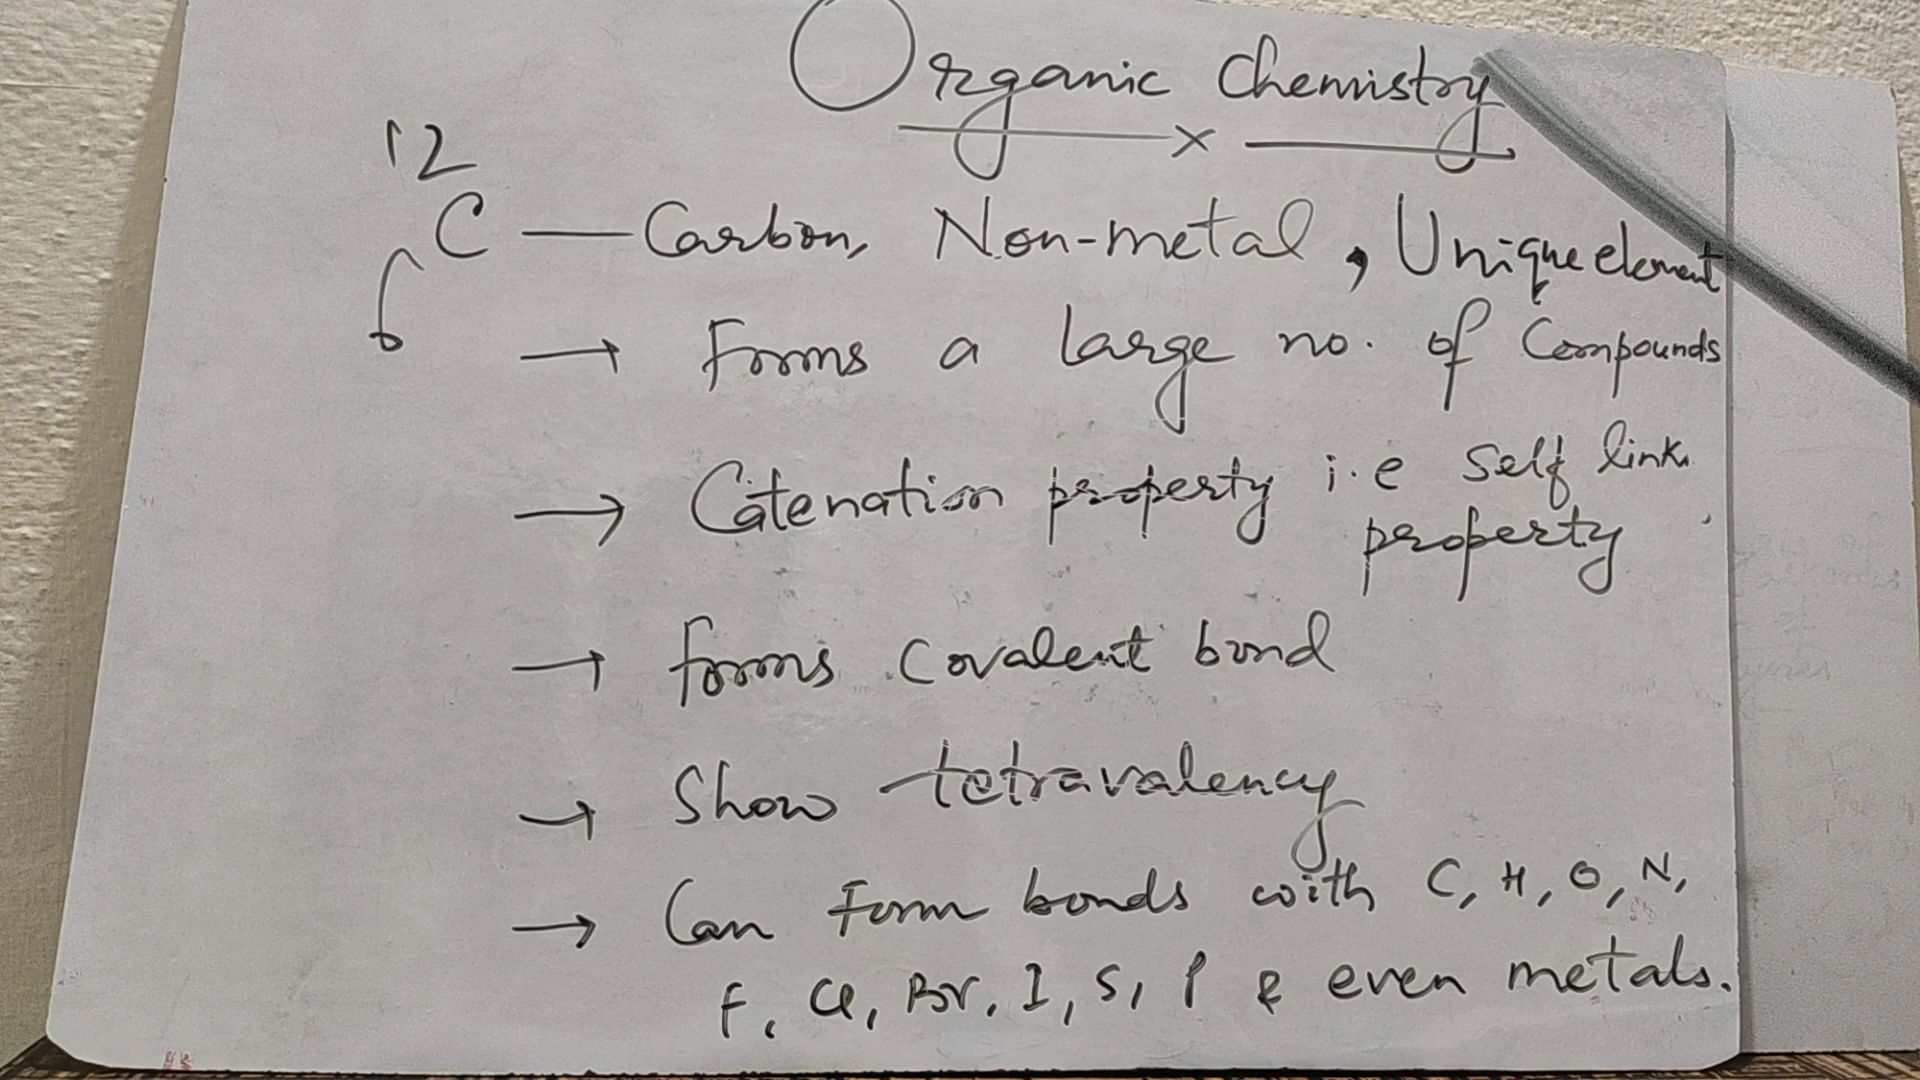 Organic Chemistry
x
12
C — Carbon, Non-metal, Unique element
6
→ Forms a large no. of Compounds
→ Catenation property i.e Self link
property
→ forms Covalent bond
→ Show tetravalency
→ Can Form bonds with C, H, O, N,
F, Cl, Br, I, S, P & even metals.